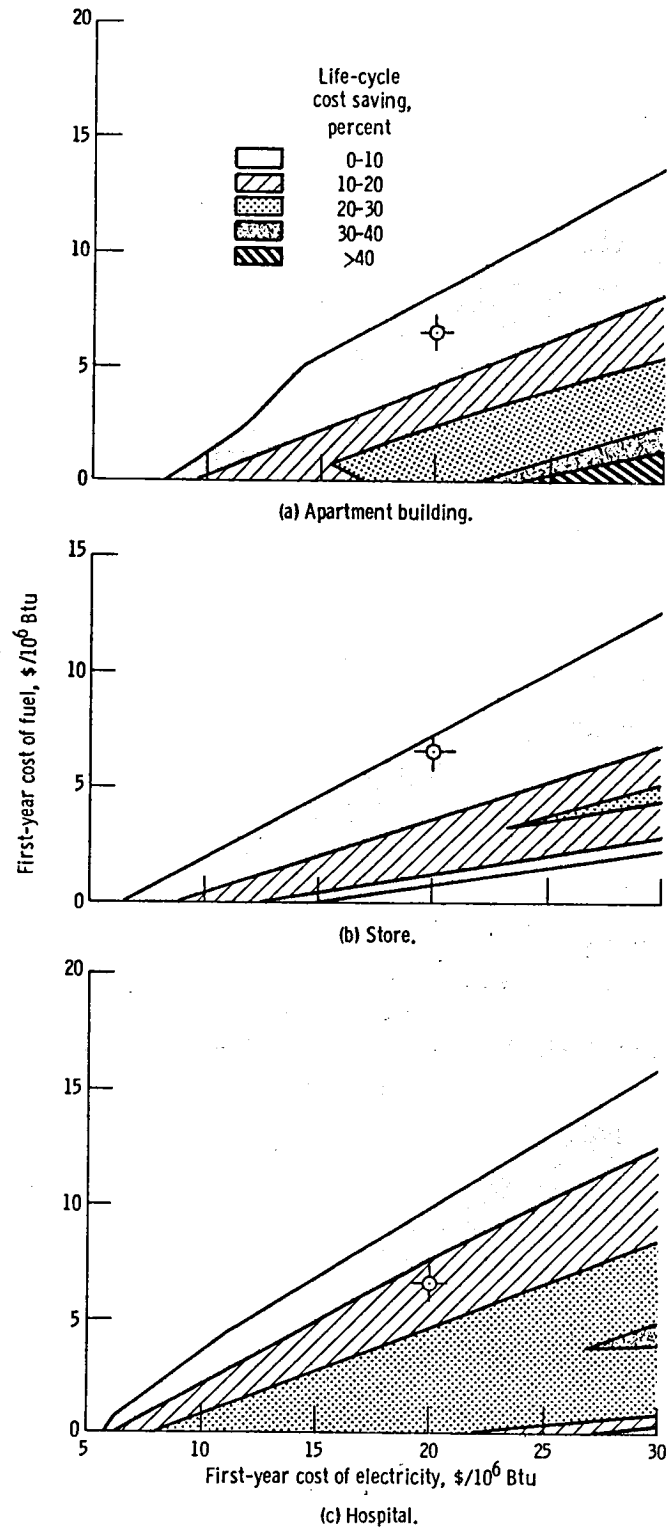 20
15
10
5
0
Life-cycle
cost saving,
percent
0-10
10-20
20-30
30-40
>40
(a) Apartment building.
First-year cost of fuel, $/10⁶ Btu
15
10
5
0
(b) Store.
20
15
10
5
0
5 10 15 20 25 30
First-year cost of electricity, $/10⁶ Btu
(c) Hospital.